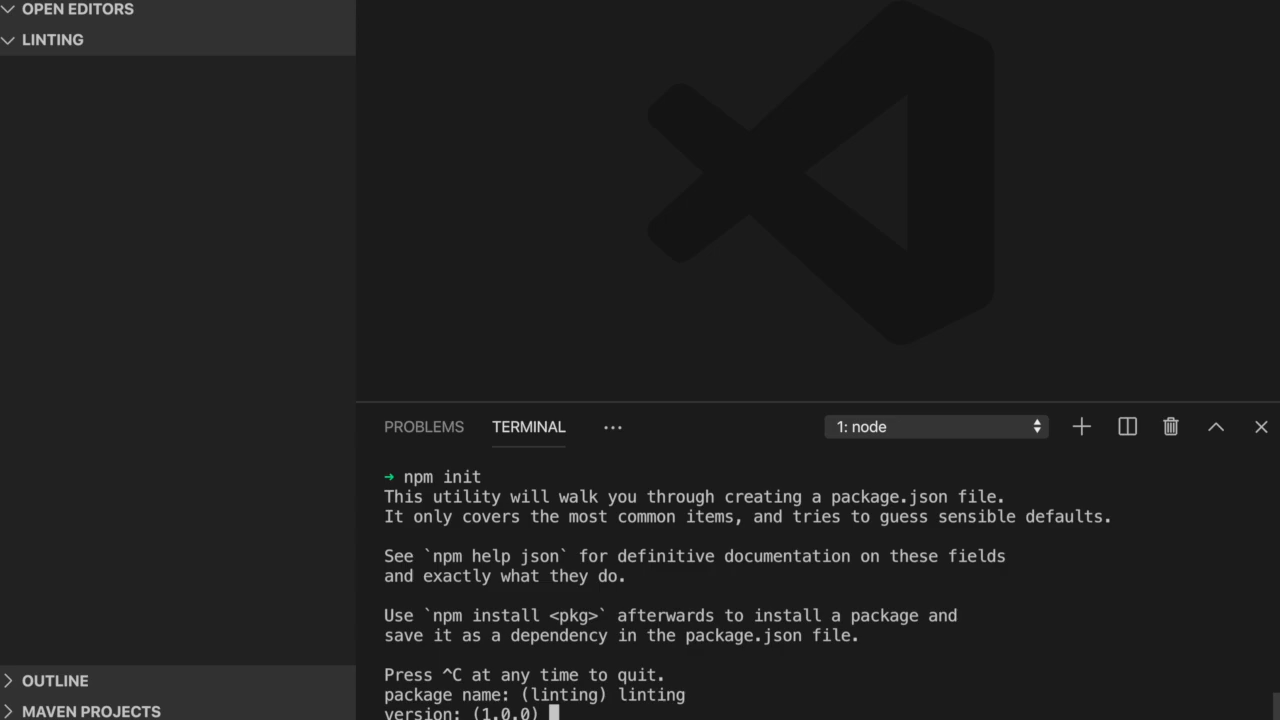 OPEN EDITORS
LINTING
OUTLINE
MAVEN PROJECTS
PROBLEMS TERMINAL ... 1: node
➜ npm init
This utility will walk you through creating a package.json file.
It only covers the most common items, and tries to guess sensible defaults.
See `npm help json` for definitive documentation on these fields
and exactly what they do.
Use `npm install <pkg>` afterwards to install a package and
save it as a dependency in the package.json file.
Press ^C at any time to quit.
package name: (linting) linting
version: (1.0.0)